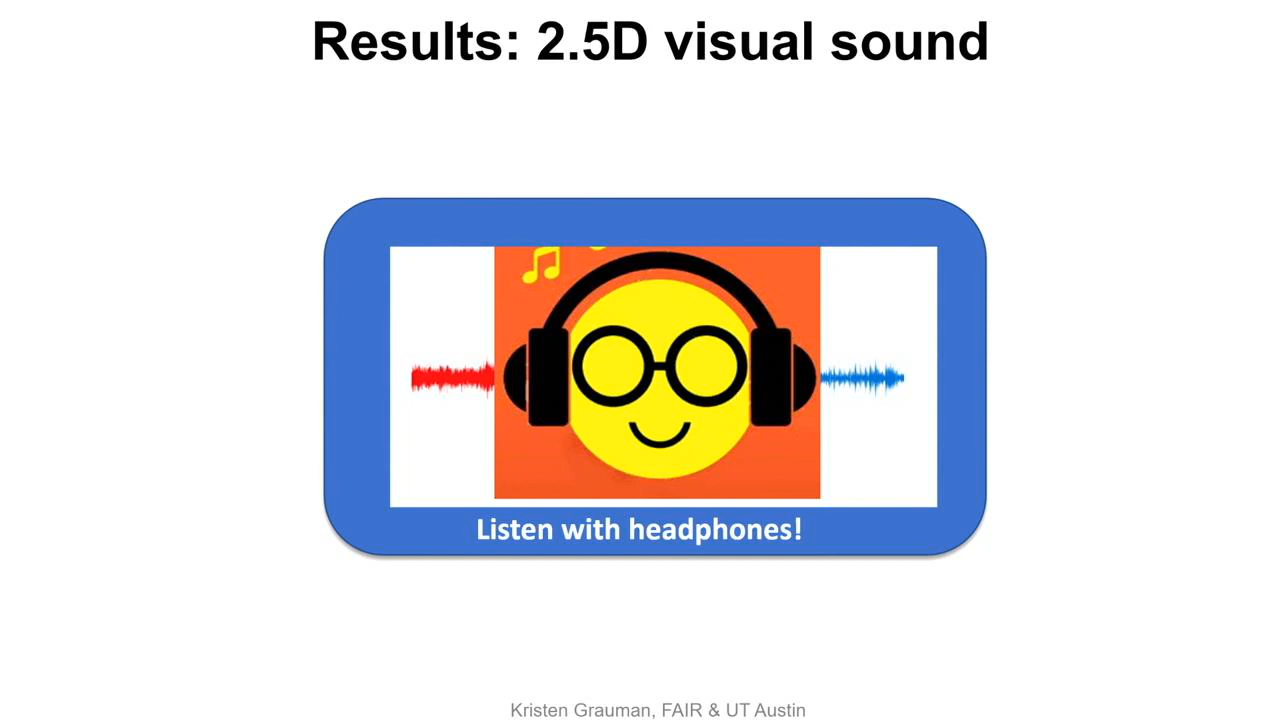 Results: 2.5D visual sound
Listen with headphones!
Kristen Grauman, FAIR & UT Austin